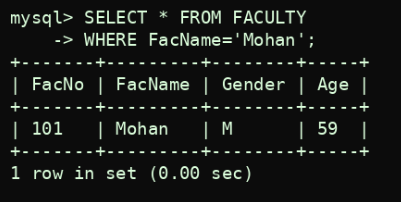 mysql> SELECT * FROM FACULTY
    -> WHERE FacName='Mohan';
+-------+---------+--------+-----+
| FacNo | FacName | Gender | Age |
+-------+---------+--------+-----+
| 101   | Mohan   | M      | 59  |
+-------+---------+--------+-----+
1 row in set (0.00 sec)